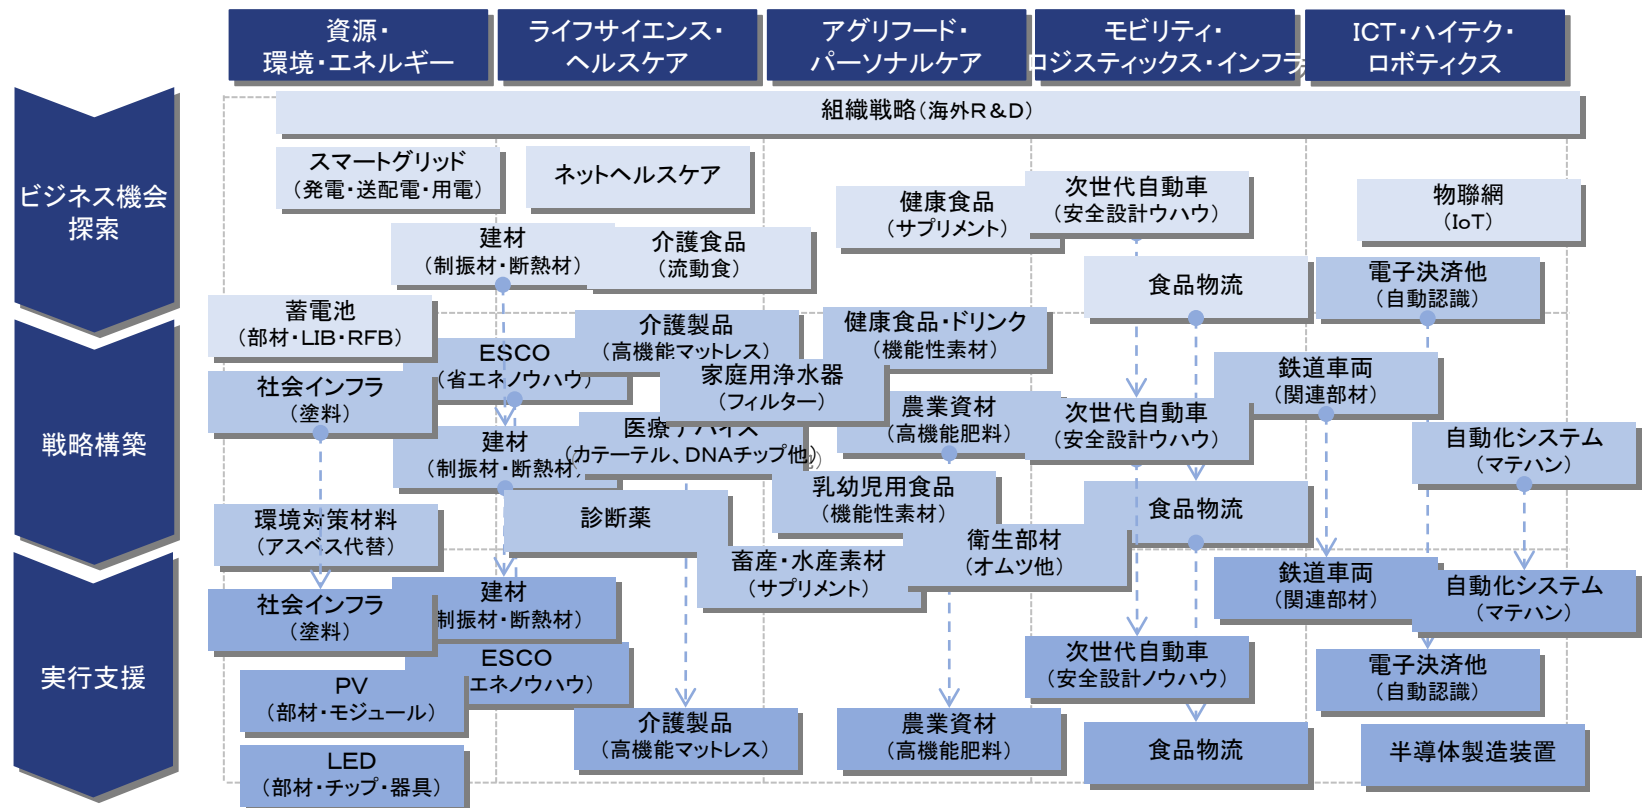 資源・
環境・エネルギー
ライフサイエンス・
ヘルスケア
アグリフード・
パーソナルケア
モビリティ・
ロジスティックス・インフラ
ICT・ハイテク・
ロボティクス
ビジネス機会
探索
組織戦略(海外R&D)
スマートグリッド
(発電・送配電・用電)
ネットヘルスケア
健康食品
(サプリメント)
次世代自動車
(安全設計ウハウ)
物聯網
(IoT)
建材
(制振材・断熱材)
介護食品
(流動食)
食品物流
電子決済他
(自動認識)
蓄電池
(部材・LIB・RFB)
戦略構築
ESCO
(省エネノウハウ)
介護製品
(高機能マットレス)
健康食品・ドリンク
(機能性素材)
鉄道車両
(関連部材)
社会インフラ
(塗料)
家庭用浄水器
(フィルター)
農業資材
(高機能肥料)
次世代自動車
(安全設計ウハウ)
建材
(制振材・断熱材)
医療デバイス
(カテーテル、DNAチップ他)
自動化システム
(マテハン)
乳幼児用食品
(機能性素材)
食品物流
環境対策材料
(アスベス代替)
診断薬
衛生部材
(オムツ他)
畜産・水産素材
(サプリメント)
実行支援
社会インフラ
(塗料)
建材
制振材・断熱材)
鉄道車両
(関連部材)
自動化システム
(マテハン)
ESCO
エネノウハウ)
次世代自動車
(安全設計ノウハウ)
電子決済他
(自動認識)
PV
(部材・モジュール)
介護製品
(高機能マットレス)
農業資材
(高機能肥料)
食品物流
半導体製造装置
LED
(部材・チップ・器具)